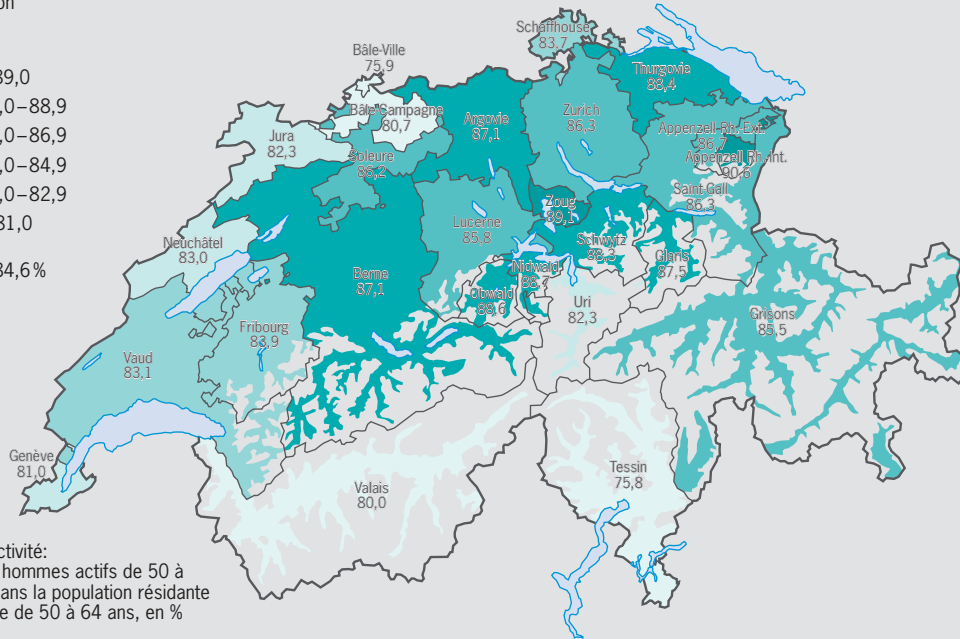 on
89,0
,0–88,9
,0–86,9
,0–84,9
,0–82,9
81,0
84,6%
Schaffhouse
83,7
Bâle-Ville
75,9
Thurgovie
88,4
Bâle-Campagne
80,7
Argovie
87,1
Zurich
86,3
Appenzell-Rh. Ext.
86,7
Jura
82,3
Soleure
86,2
Appenzell Rh.-Int.
90,6
Saint-Gall
86,3
Zoug
89,1
Lucerne
85,8
Schwytz
88,3
Neuchâtel
83,0
Glaris
87,5
Nidwald
Berne
87,1
Obwald
88,6
Uri
82,3
Grisons
85,5
Fribourg
83,9
Vaud
83,1
Genève
81,0
Tessin
75,8
Valais
80,0
ctivité:
hommes actifs de 50 à
ans la population résidante
e de 50 à 64 ans, en %